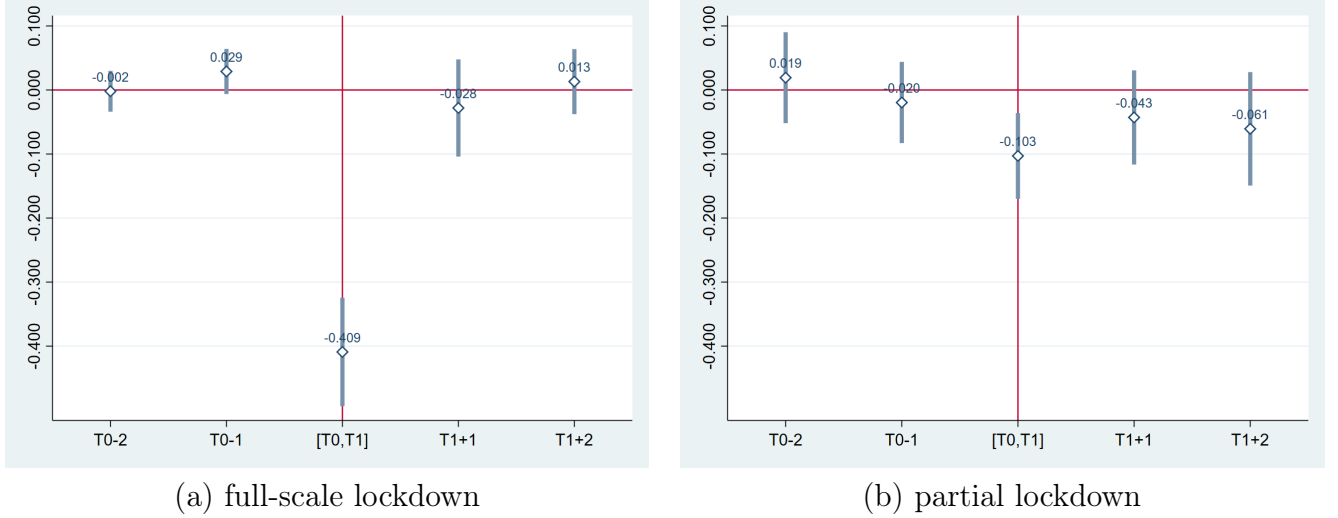 0.100
0.000
-0.100
-0.200
-0.300
-0.400
-0.002
0.029
-0.409
-0.028
0.013
T0-2
T0-1
[T0,T1]
T1+1
T1+2
(a) full-scale lockdown
0.100
0.000
-0.100
-0.200
-0.300
-0.400
0.019
-0.020
-0.103
-0.043
-0.061
T0-2
T0-1
[T0,T1]
T1+1
T1+2
(b) partial lockdown